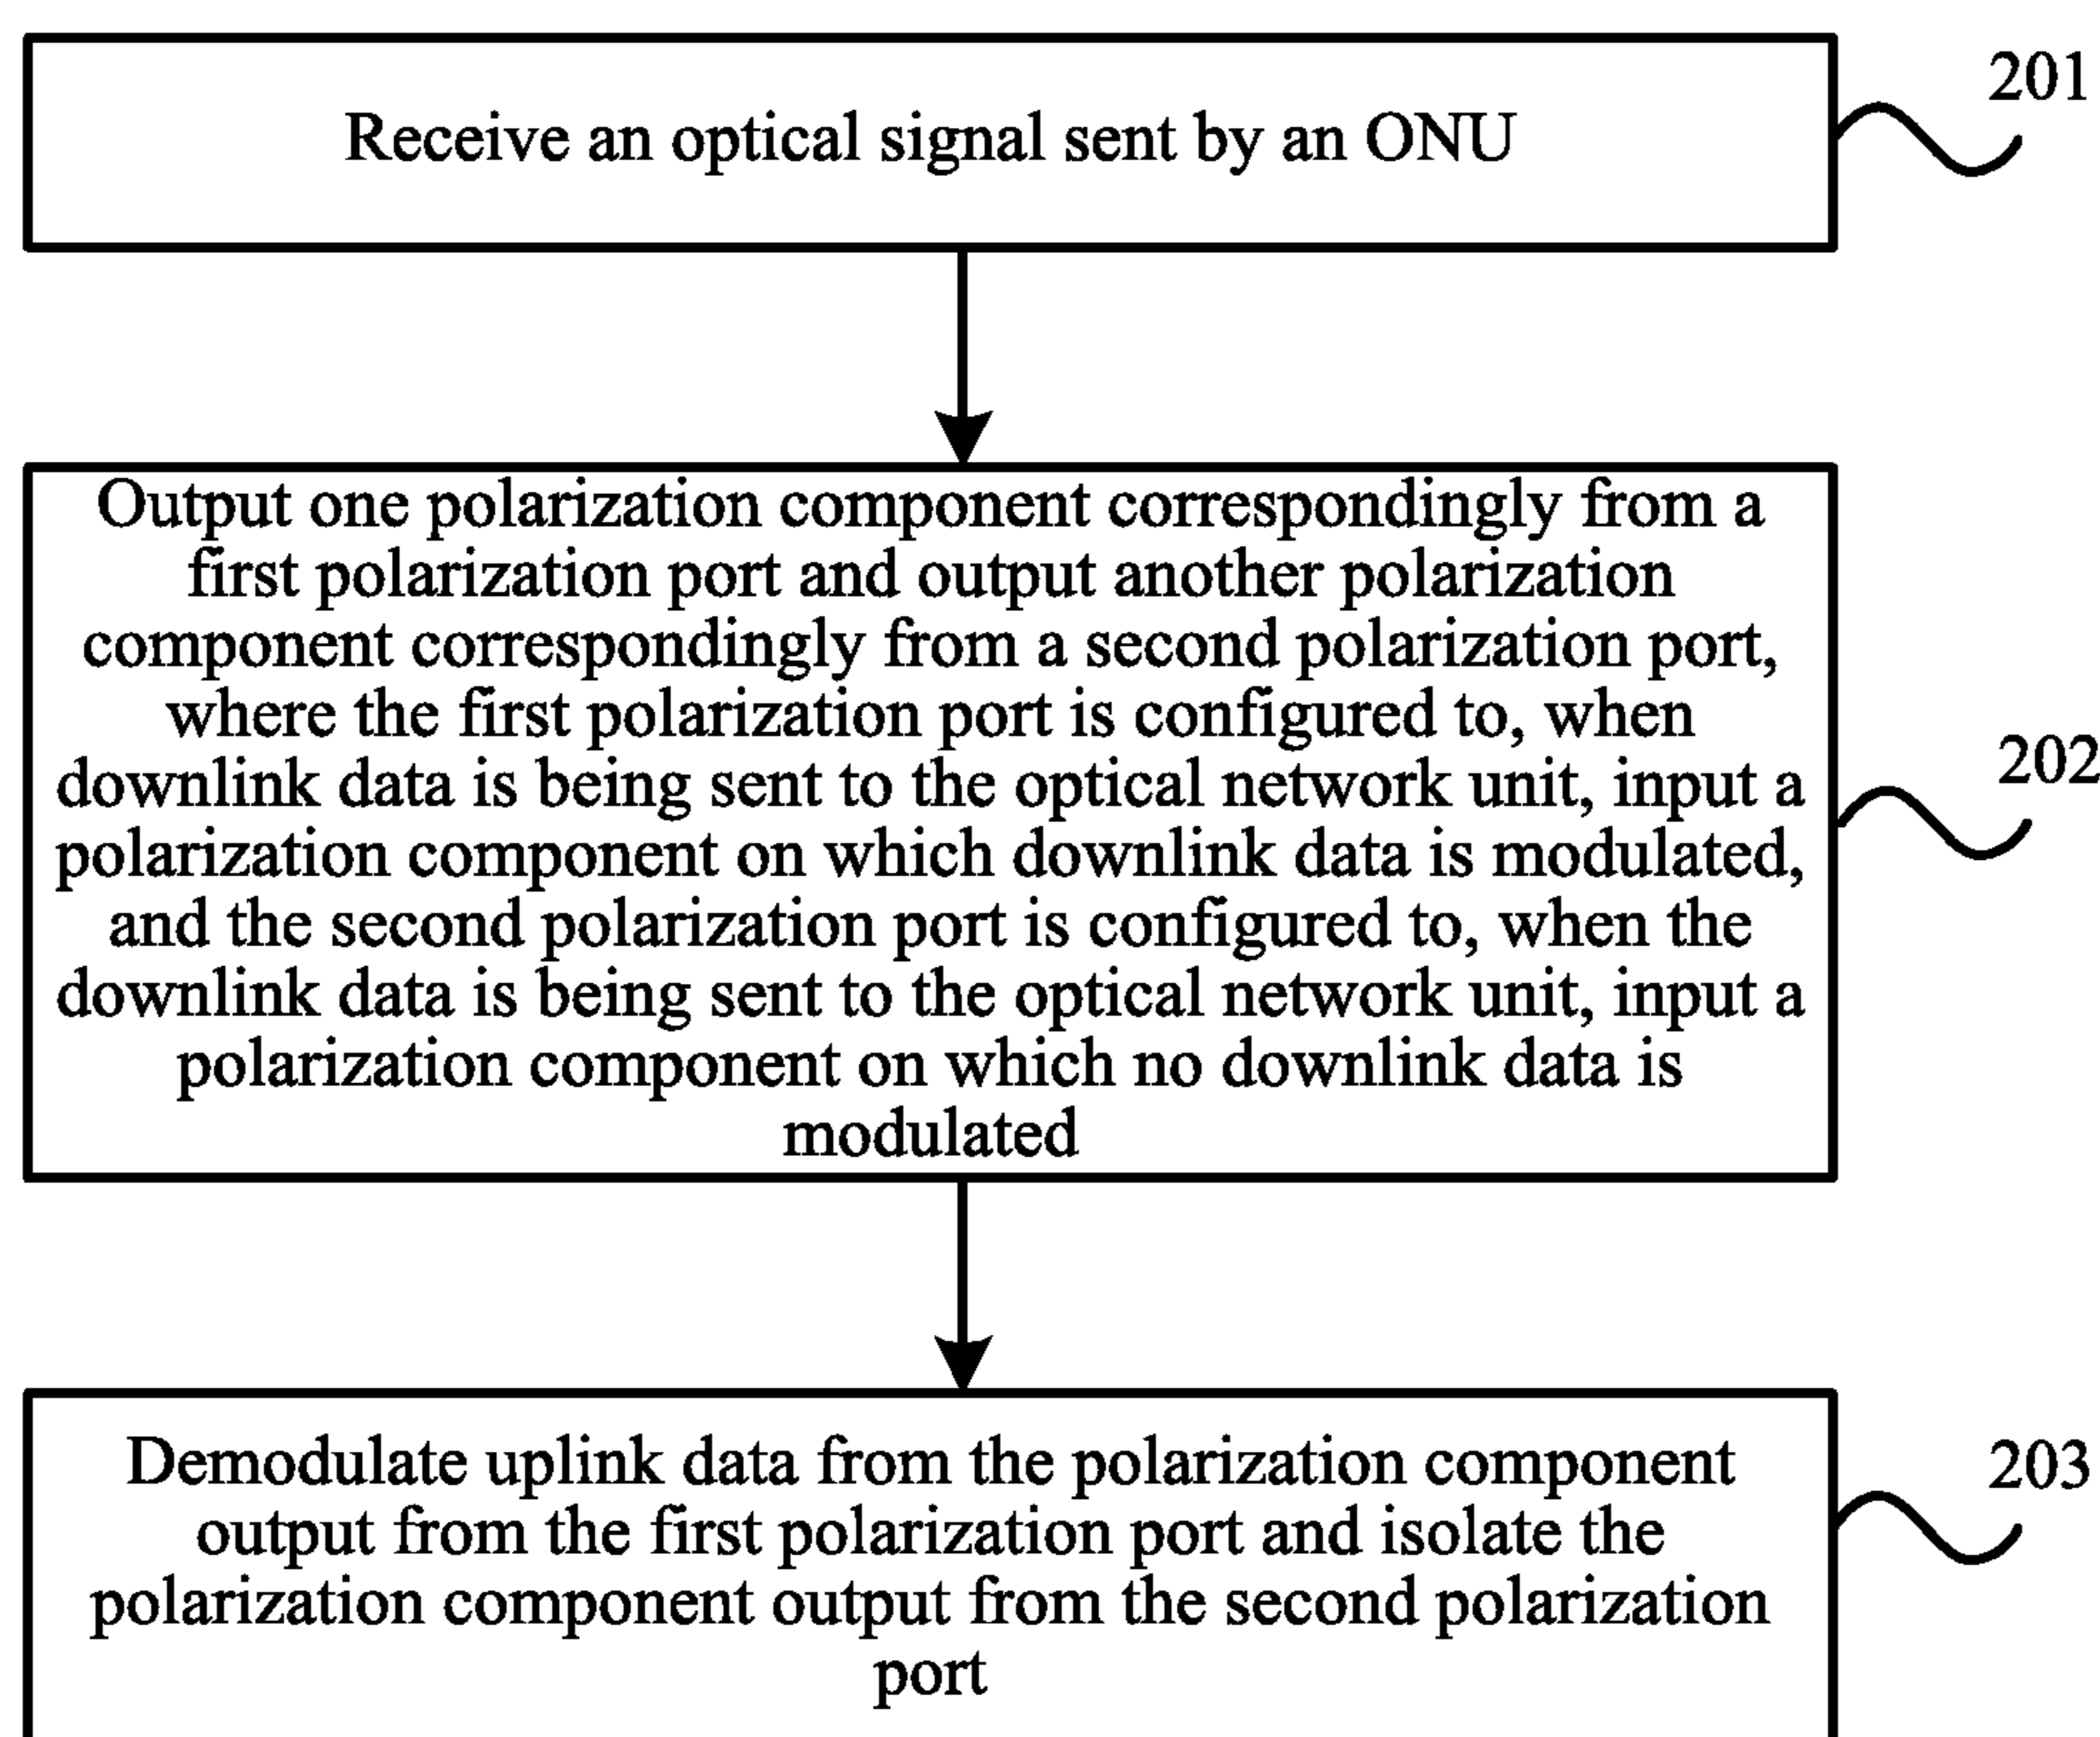 Receive an optical signal sent by an ONU
201
Output one polarization component correspondingly from a
first polarization port and output another polarization
component correspondingly from a second polarization port,
where the first polarization port is configured to, when
downlink data is being sent to the optical network unit, input a
polarization component on which downlink data is modulated,
and the second polarization port is configured to, when the
downlink data is being sent to the optical network unit, input a
polarization component on which no downlink data is
modulated
202
Demodulate uplink data from the polarization component
output from the first polarization port and isolate the
polarization component output from the second polarization
port
203